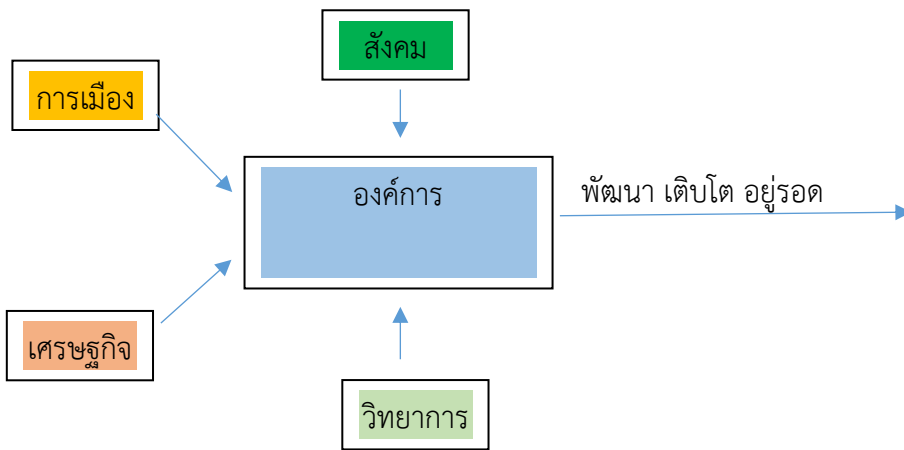 สังคม
การเมือง
องค์การ
พัฒนา เติบโต อยู่รอด
เศรษฐกิจ
วิทยาการ